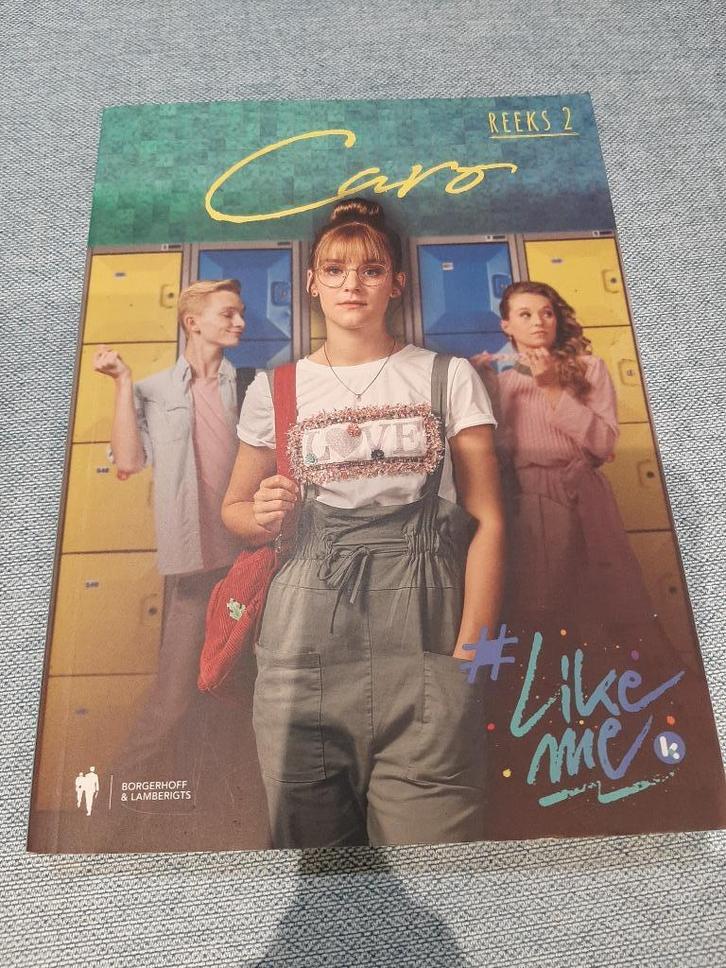 REEKS 2
Caro
LOVE
#Like
me
k
BORGERHOFF
& LAMBERIGTS